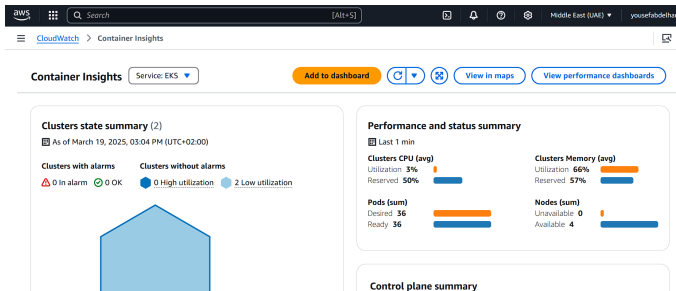 aws
Search [Alt+S]
Middle East (UAE) ▼
CloudWatch > Container Insights
Container Insights
Service: EKS ▼
Add to dashboard
View in maps
View performance dashboards
Clusters state summary (2)
As of March 19, 2025, 03:04 PM (UTC+02:00)
Clusters with alarms
0 In alarm 0 OK
Clusters without alarms
0 High utilization 2 Low utilization
Performance and status summary
Last 1 min
Clusters CPU (avg)
Utilization 3%
Reserved 50%
Clusters Memory (avg)
Utilization 66%
Reserved 57%
Pods (sum)
Desired 36
Ready 36
Nodes (sum)
Unavailable 0
Available 4
Control plane summary